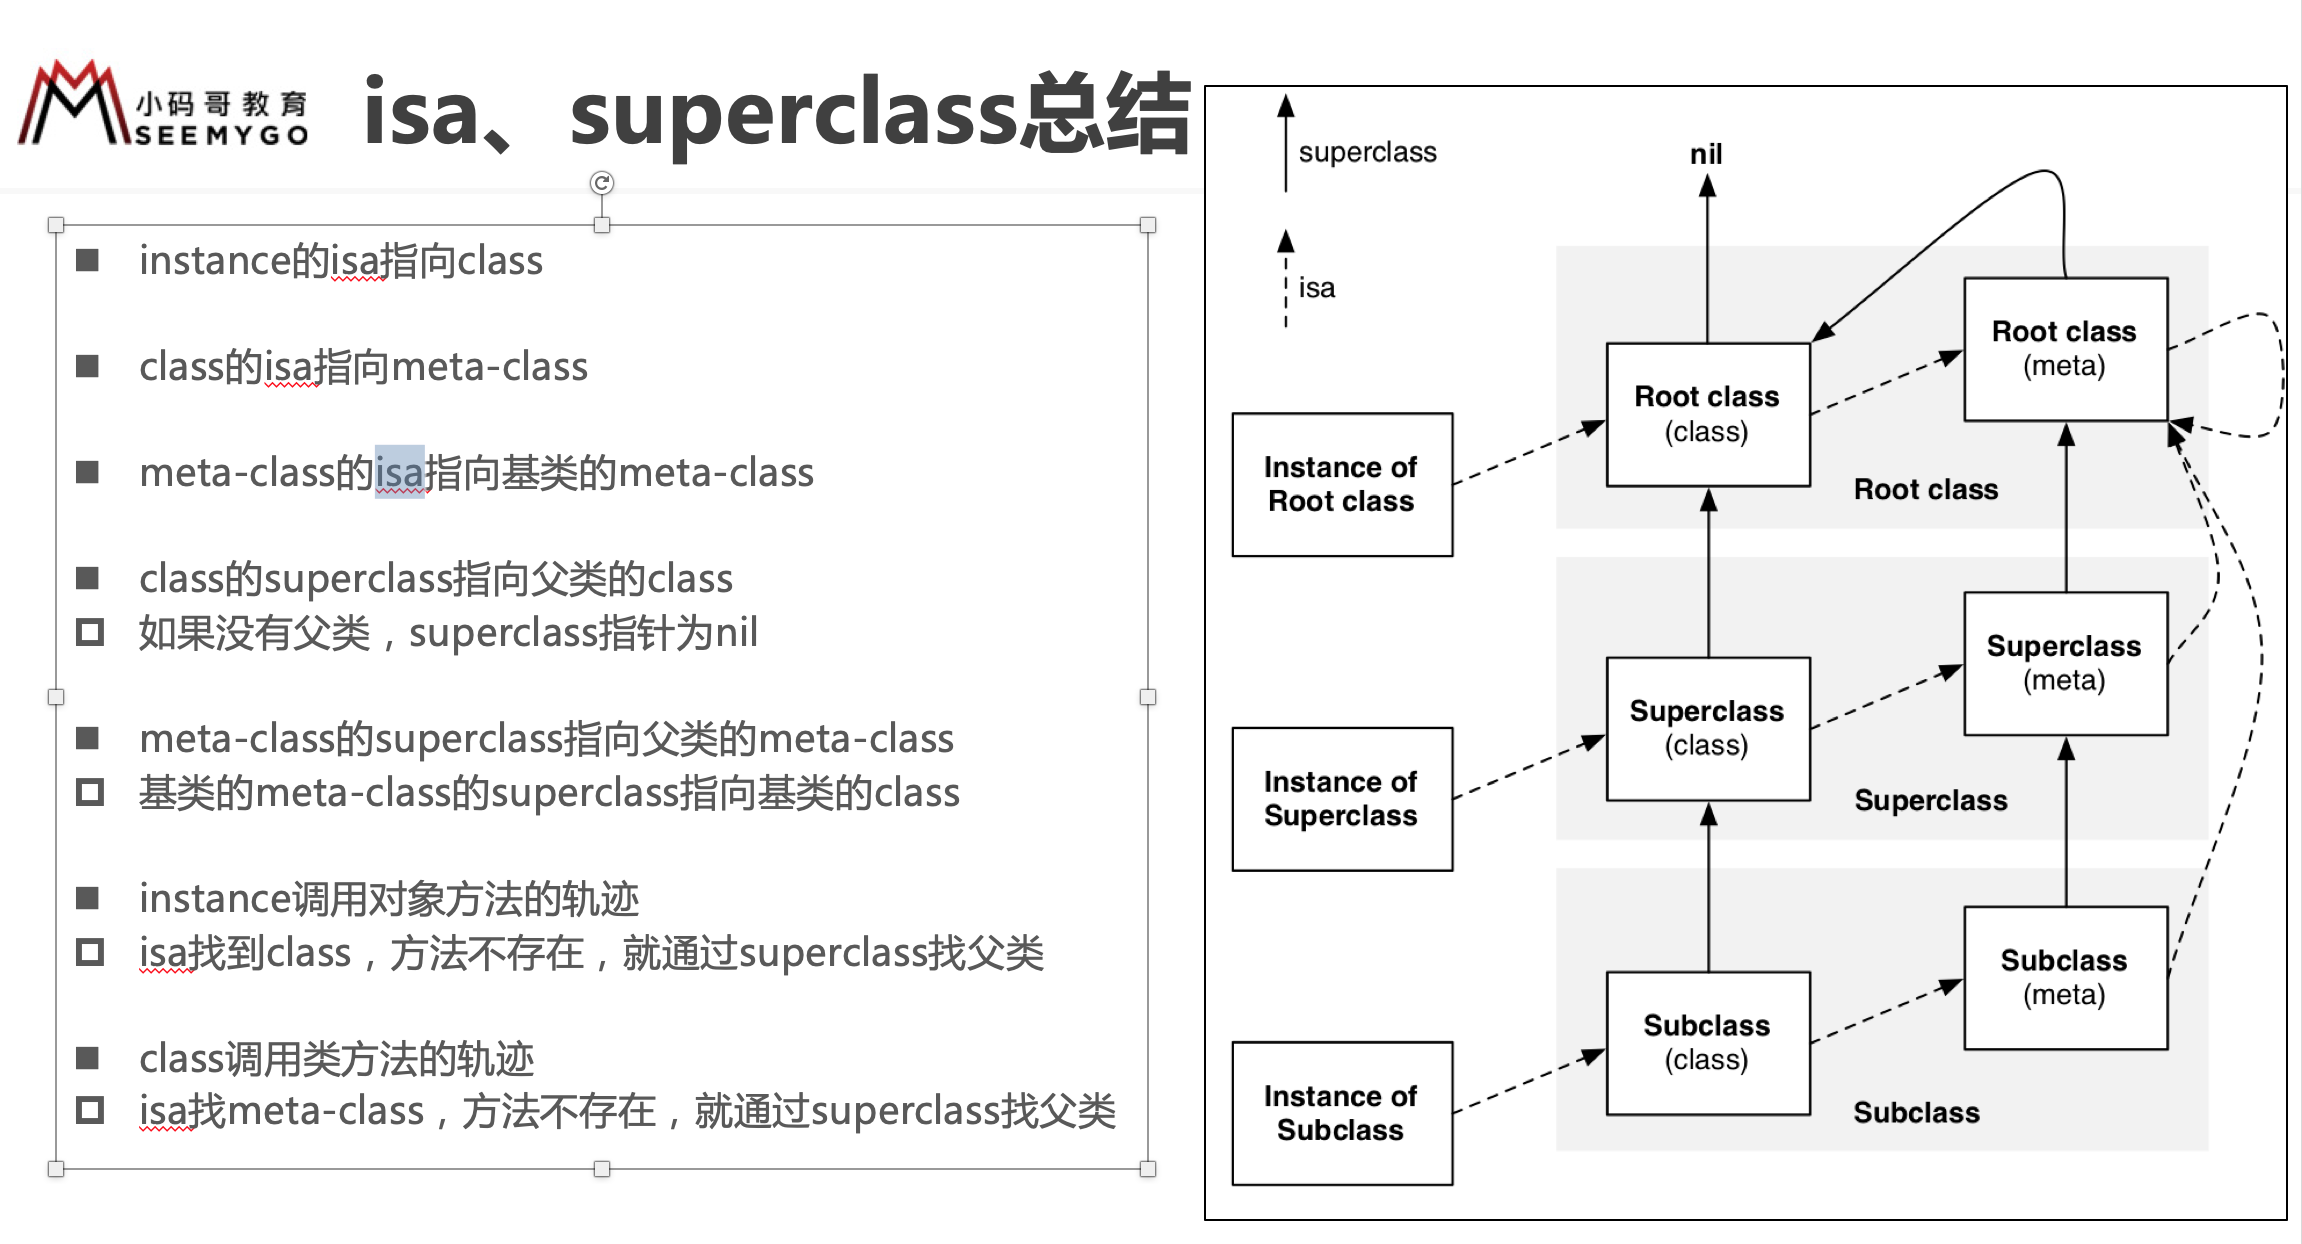 小码哥教育
SEEMYGO
isa、superclass总结
instance的isa指向class
class的isa指向meta-class
meta-class的isa指向基类的meta-class
class的superclass指向父类的class
如果没有父类，superclass指针为nil
meta-class的superclass指向父类的meta-class
基类的meta-class的superclass指向基类的class
instance调用对象方法的轨迹
isa找到class，方法不存在，就通过superclass找父类
class调用类方法的轨迹
isa找meta-class，方法不存在，就通过superclass找父类
superclass
isa
nil
Root class
(meta)
Root class
(class)
Instance of
Root class
Root class
Superclass
(meta)
Superclass
(class)
Instance of
Superclass
Superclass
Subclass
(meta)
Subclass
(class)
Instance of
Subclass
Subclass